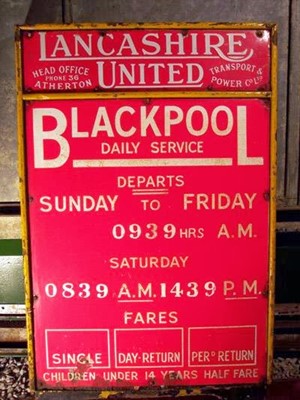 LANCASHIRE
HEAD OFFICE
PHONE 36
ATHERTON
UNITED
TRANSPORT &
POWER Co LTD
BLACKPOOL
DAILY SERVICE
DEPARTS
SUNDAY TO FRIDAY
0939 HRS A.M.
SATURDAY
0839 A.M. 1439 P.M.
FARES
SINGLE DAY-RETURN PERD RETURN
CHILDREN UNDER 14 YEARS HALF FARE